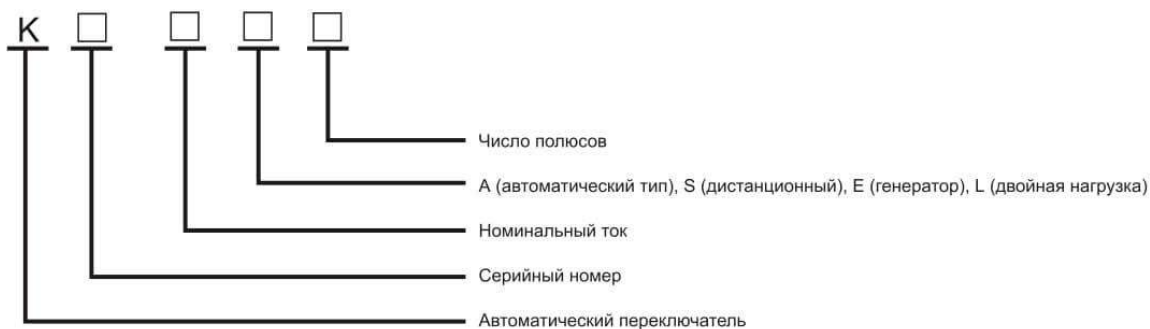 К
Число полюсов
А (автоматический тип), S (дистанционный), Е (генератор), L (двойная нагрузка)
Номинальный ток
Серийный номер
Автоматический переключатель